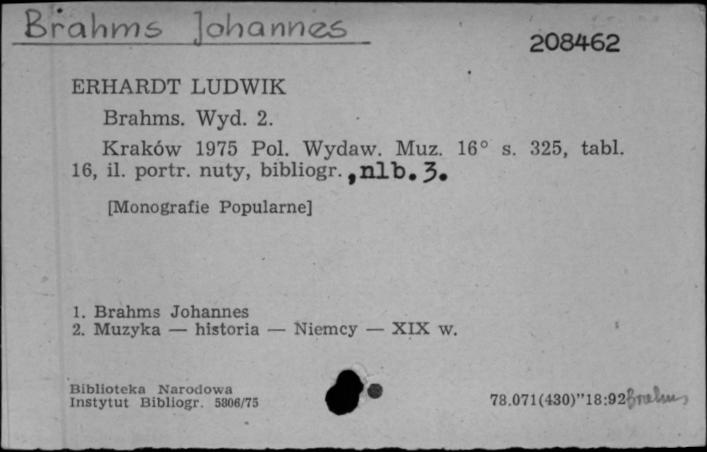 Brahms Johannes
208462
ERHARDT LUDWIK
Brahms. Wyd. 2.
Kraków 1975 Pol. Wydaw. Muz. 16° s. 325, tabl.
16, il. portr. nuty, bibliogr. , nlb. 3.
[Monografie Popularne]
1. Brahms Johannes
2. Muzyka — historia — Niemcy — XIX w.
Biblioteka Narodowa
Instytut Bibliogr. 5806/75
78.071(430)"18:92 Brahms